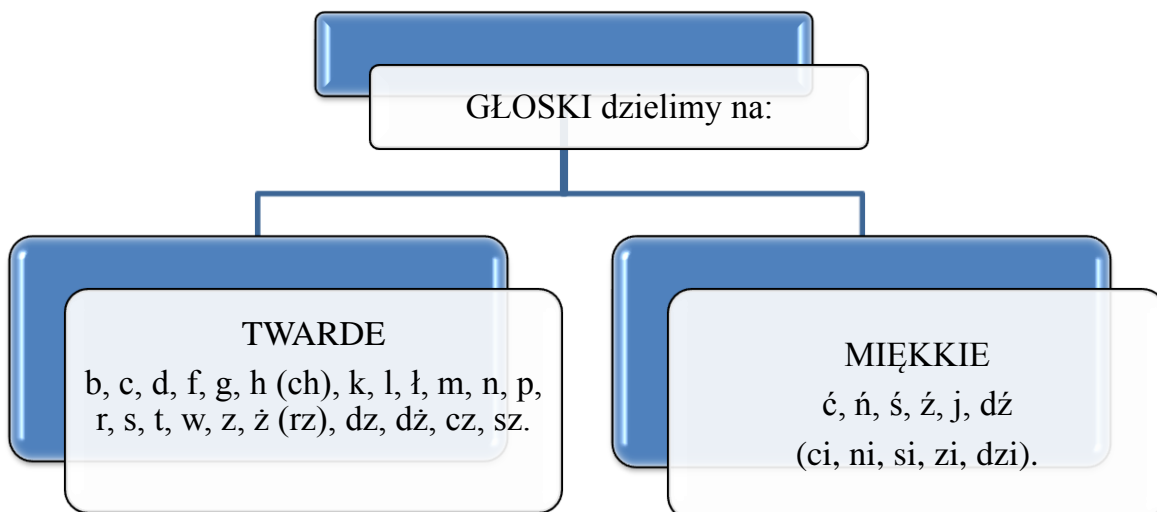 GŁOSKI dzielimy na:
TWARDE
b, c, d, f, g, h (ch), k, l, ł, m, n, p,
r, s, t, w, z, ż (rz), dz, dż, cz, sz.
MIĘKKIE
ć, ń, ś, ź, j, dź
(ci, ni, si, zi, dzi).